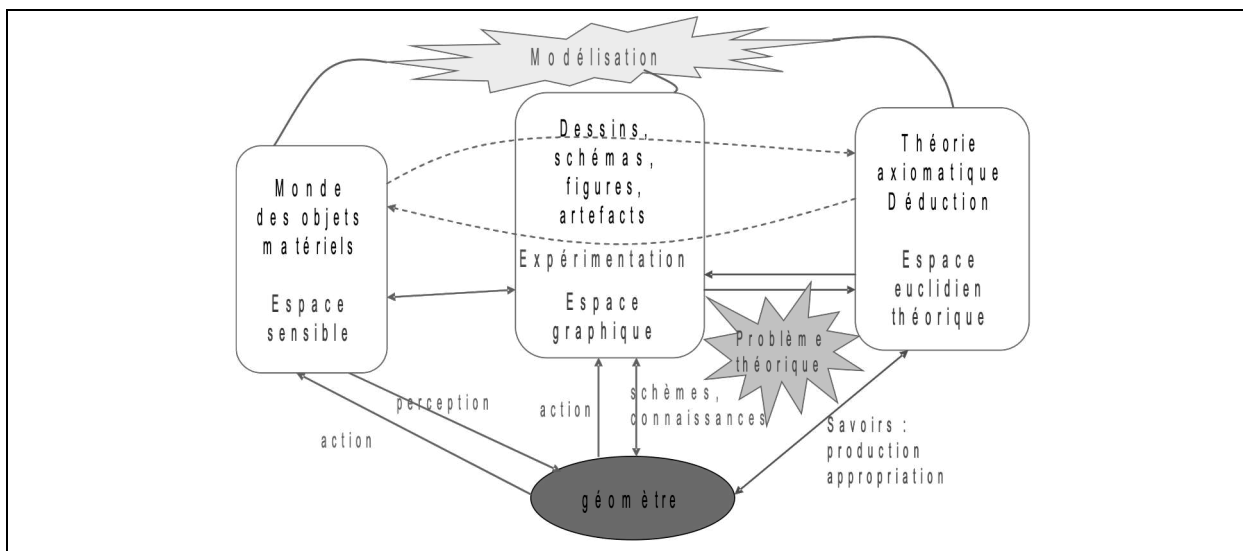 Modélisation
Dessins,
schémas,
figures,
artefacts
Expérimentation
Espace
graphique
Monde
des objets
matériels
Espace
sensible
Théorie
axiomatique
Déduction
Espace
euclidien
théorique
Problème
théorique
perception
action
action
schèmes,
connaissances
Savoirs :
production
appropriation
géomètre